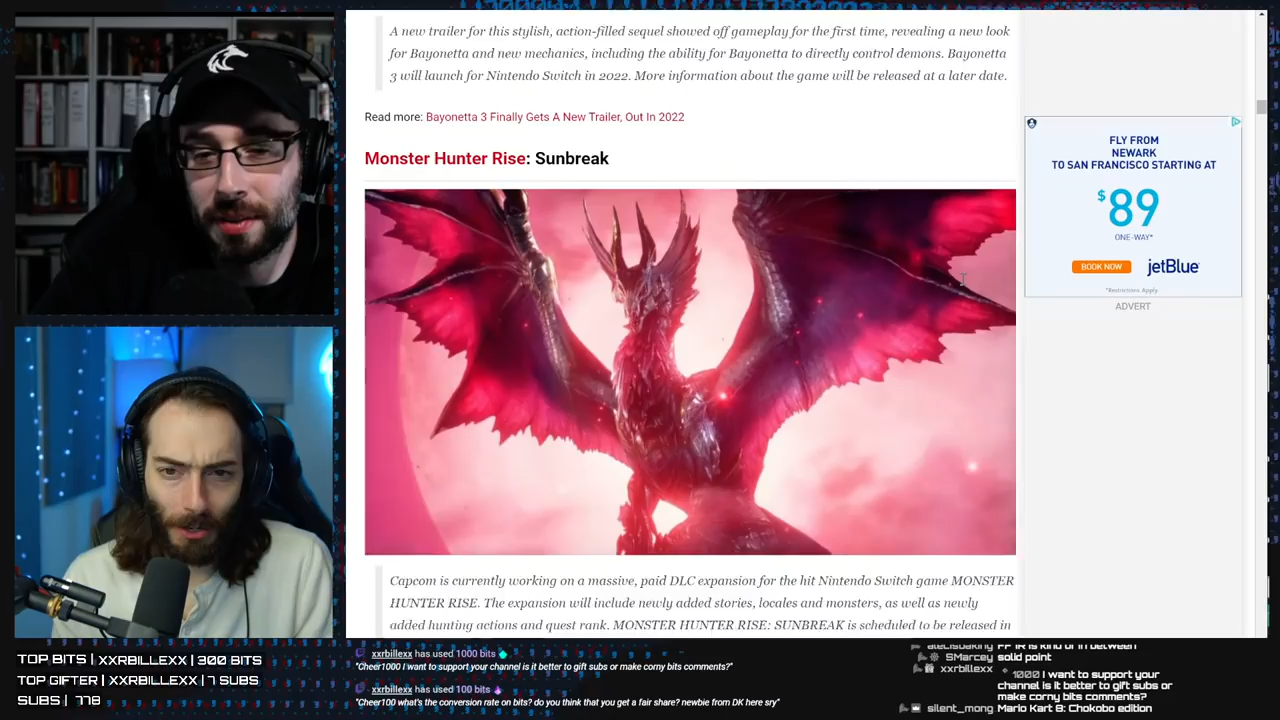 A new trailer for this stylish, action-filled sequel showed off gameplay for the first time, revealing a new look
for Bayonetta and new mechanics, including the ability for Bayonetta to directly control demons. Bayonetta
3 will launch for Nintendo Switch in 2022. More information about the game will be released at a later date.
Read more: Bayonetta 3 Finally Gets A New Trailer, Out In 2022
Monster Hunter Rise: Sunbreak
Capcom is currently working on a massive, paid DLC expansion for the hit Nintendo Switch game MONSTER
HUNTER RISE. The expansion will include newly added stories, locales and monsters, as well as newly
added hunting actions and quest rank. MONSTER HUNTER RISE: SUNBREAK is scheduled to be released in
FLY FROM
NEWARK
TO SAN FRANCISCO STARTING AT
$89
ONE-WAY*
BOOK NOW
jetBlue
*Restrictions Apply
ADVERT
TOP BITS | XXRBILLEXX | 300 BITS
TOP GIFTER | XXRBILLEXX | 7 SUBS
SUBS | 778
xxrbillexx has used 1000 bits
"Cheer1000 I want to support your channel is it better to gift subs or make corny bits comments?"
xxrbillexx has used 100 bits
"Cheer100 what's the conversion rate on bits? do you think that you get a fair share? newbie from DK here sry"
SMarcey solid point
xxrbillexx 1000 I want to support your
channel is it better to gift subs or
make corny bits comments?
silent_mong Mario Kart 8: Chokobo edition